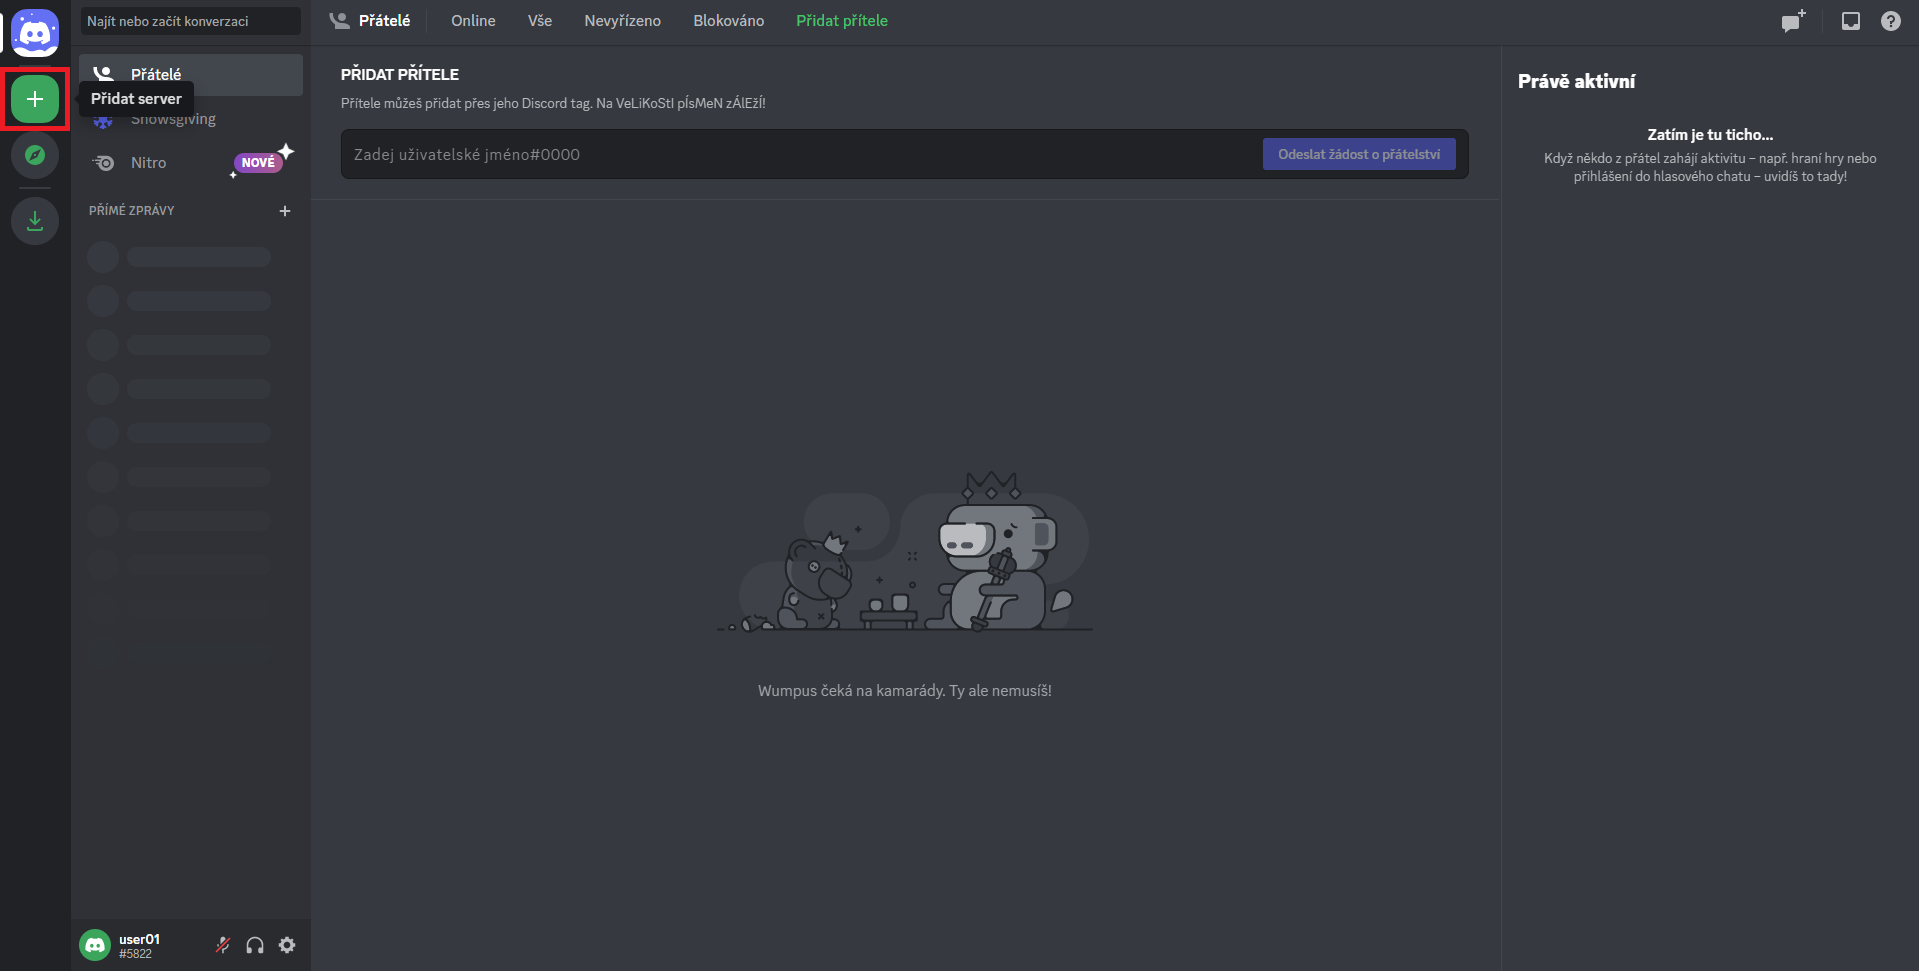 Najít nebo začít konverzaci
Přátelé
Přidat server
Snowsgiving
Nitro
NOVÉ
PŘÍMÉ ZPRÁVY
user01
#5822
Přátelé
Online
Vše
Nevyřízeno
Blokováno
Přidat přítele
PŘIDAT PŘÍTELE
Přítele můžeš přidat přes jeho Discord tag. Na VeLiKoStI pÍsMeN zÁlEžÍ!
Zadej uživatelské jméno#0000
Odeslat žádost o přátelství
Wumpus čeká na kamarády. Ty ale nemusíš!
Právě aktivní
Zatím je tu ticho...
Když někdo z přátel zahájí aktivitu – např. hraní hry nebo
přihlášení do hlasového chatu – uvidíš to tady!